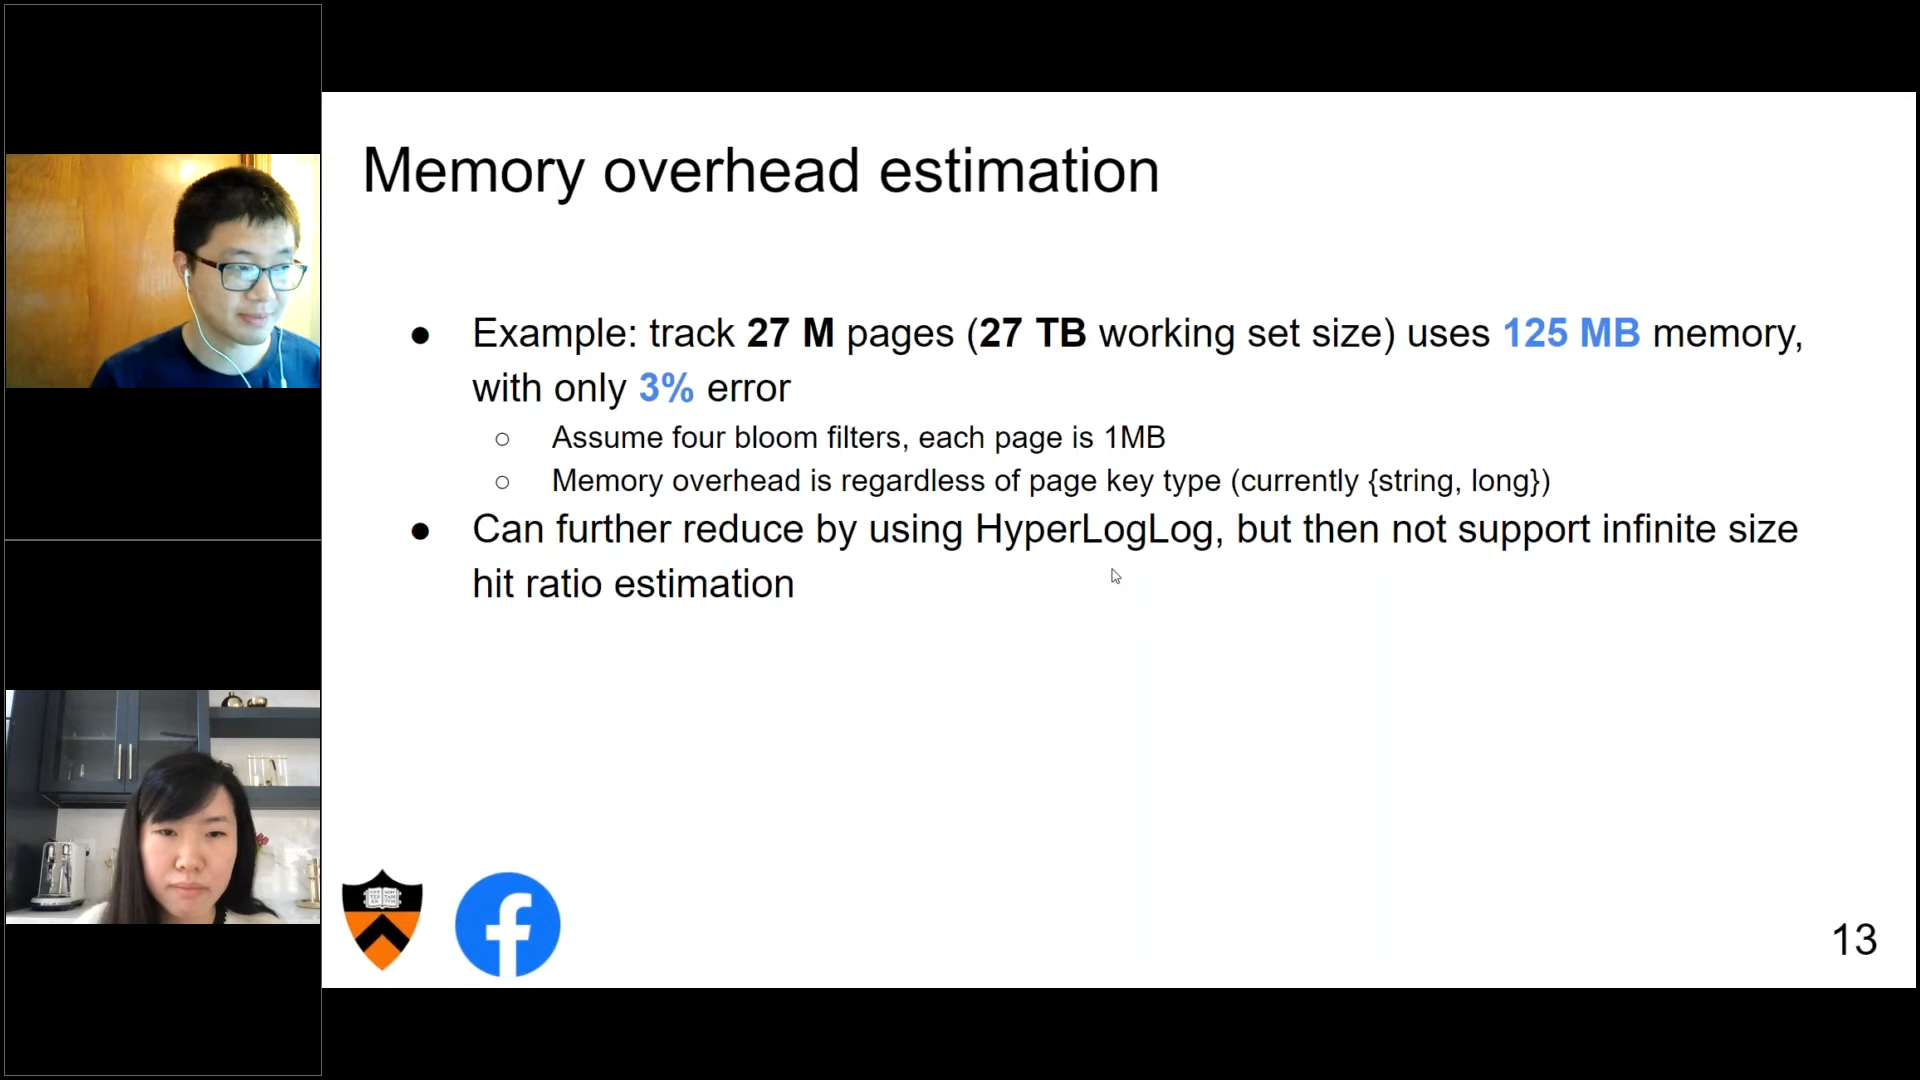 Memory overhead estimation
● Example: track 27 M pages (27 TB working set size) uses 125 MB memory,
with only 3% error
○ Assume four bloom filters, each page is 1MB
○ Memory overhead is regardless of page key type (currently {string, long})
● Can further reduce by using HyperLogLog, but then not support infinite size
hit ratio estimation
13